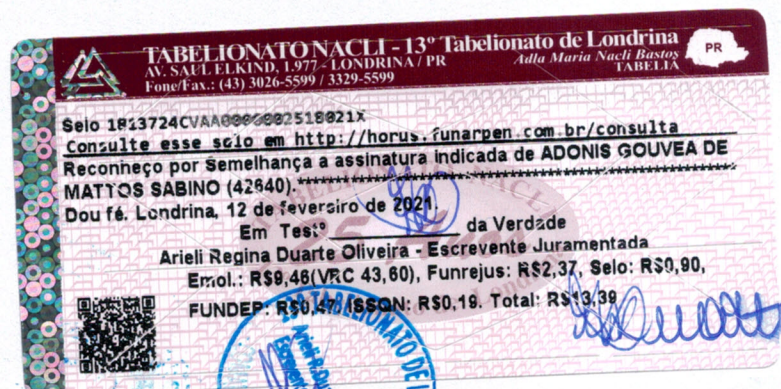 TABELIONATO NACLI - 13º Tabelionato de Londrina
AV. SAUL ELKIND, 1.977 - LONDRINA / PR
Adla Maria Nacli Bastos
Fone/Fax.: (43) 3026-5599 / 3329-5599
TABELIÃ
PR
Selo 1813724CVAA0000002518021X
Consulte esse selo em http://horus.funarpen.com.br/consulta
Reconheço por Semelhança a assinatura indicada de ADONIS GOUVEA DE
MATTOS SABINO (42640).
Dou fé. Londrina, 12 de fevereiro de 2021.
Em Testº ____________ da Verdade
Arieli Regina Duarte Oliveira - Escrevente Juramentada
Emol.: R$9,46(VRC 43,60), Funrejus: R$2,37, Selo: R$0,90,
FUNDEP: R$0,47, ISSQN: R$0,19. Total: R$13,39